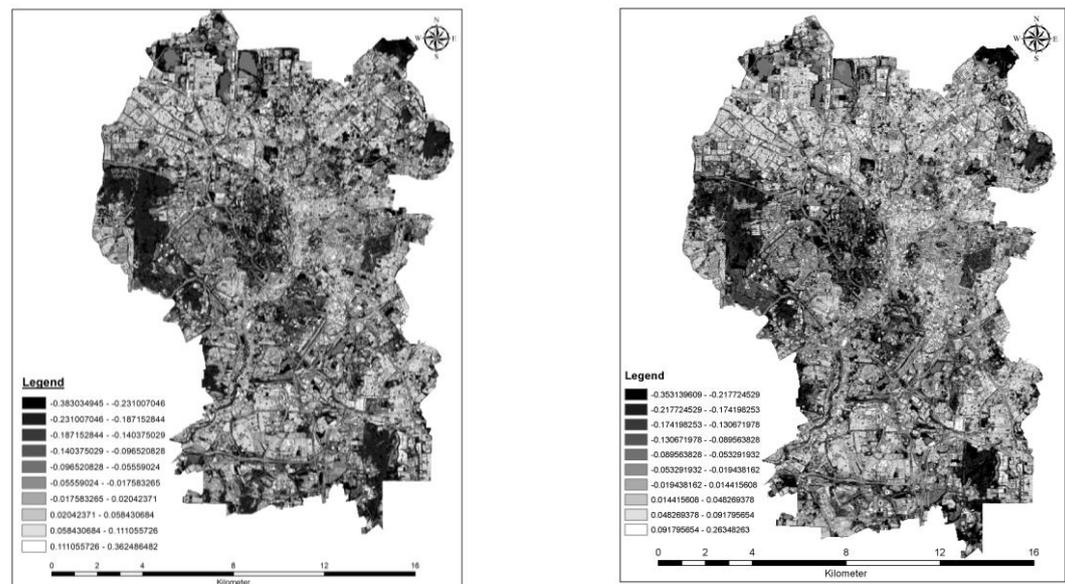 N
W E
S
Legend
-0.383034945 - -0.231007046
-0.231007046 - -0.187152844
-0.187152844 - -0.140375029
-0.140375029 - -0.096520828
-0.096520828 - -0.05559024
-0.05559024 - -0.017583265
-0.017583265 - 0.02042371
0.02042371 - 0.058430684
0.058430684 - 0.111055726
0.111055726 - 0.362486482
0 2 4 8 12 16
Kilometer
N
W E
S
Legend
-0.353139609 - -0.217724529
-0.217724529 - -0.174198253
-0.174198253 - -0.130671978
-0.130671978 - -0.089563828
-0.089563828 - -0.053291932
-0.053291932 - -0.019438162
-0.019438162 - 0.014415608
0.014415608 - 0.048269378
0.048269378 - 0.091795654
0.091795654 - 0.26348263
0 2 4 8 12 16
Kilometer